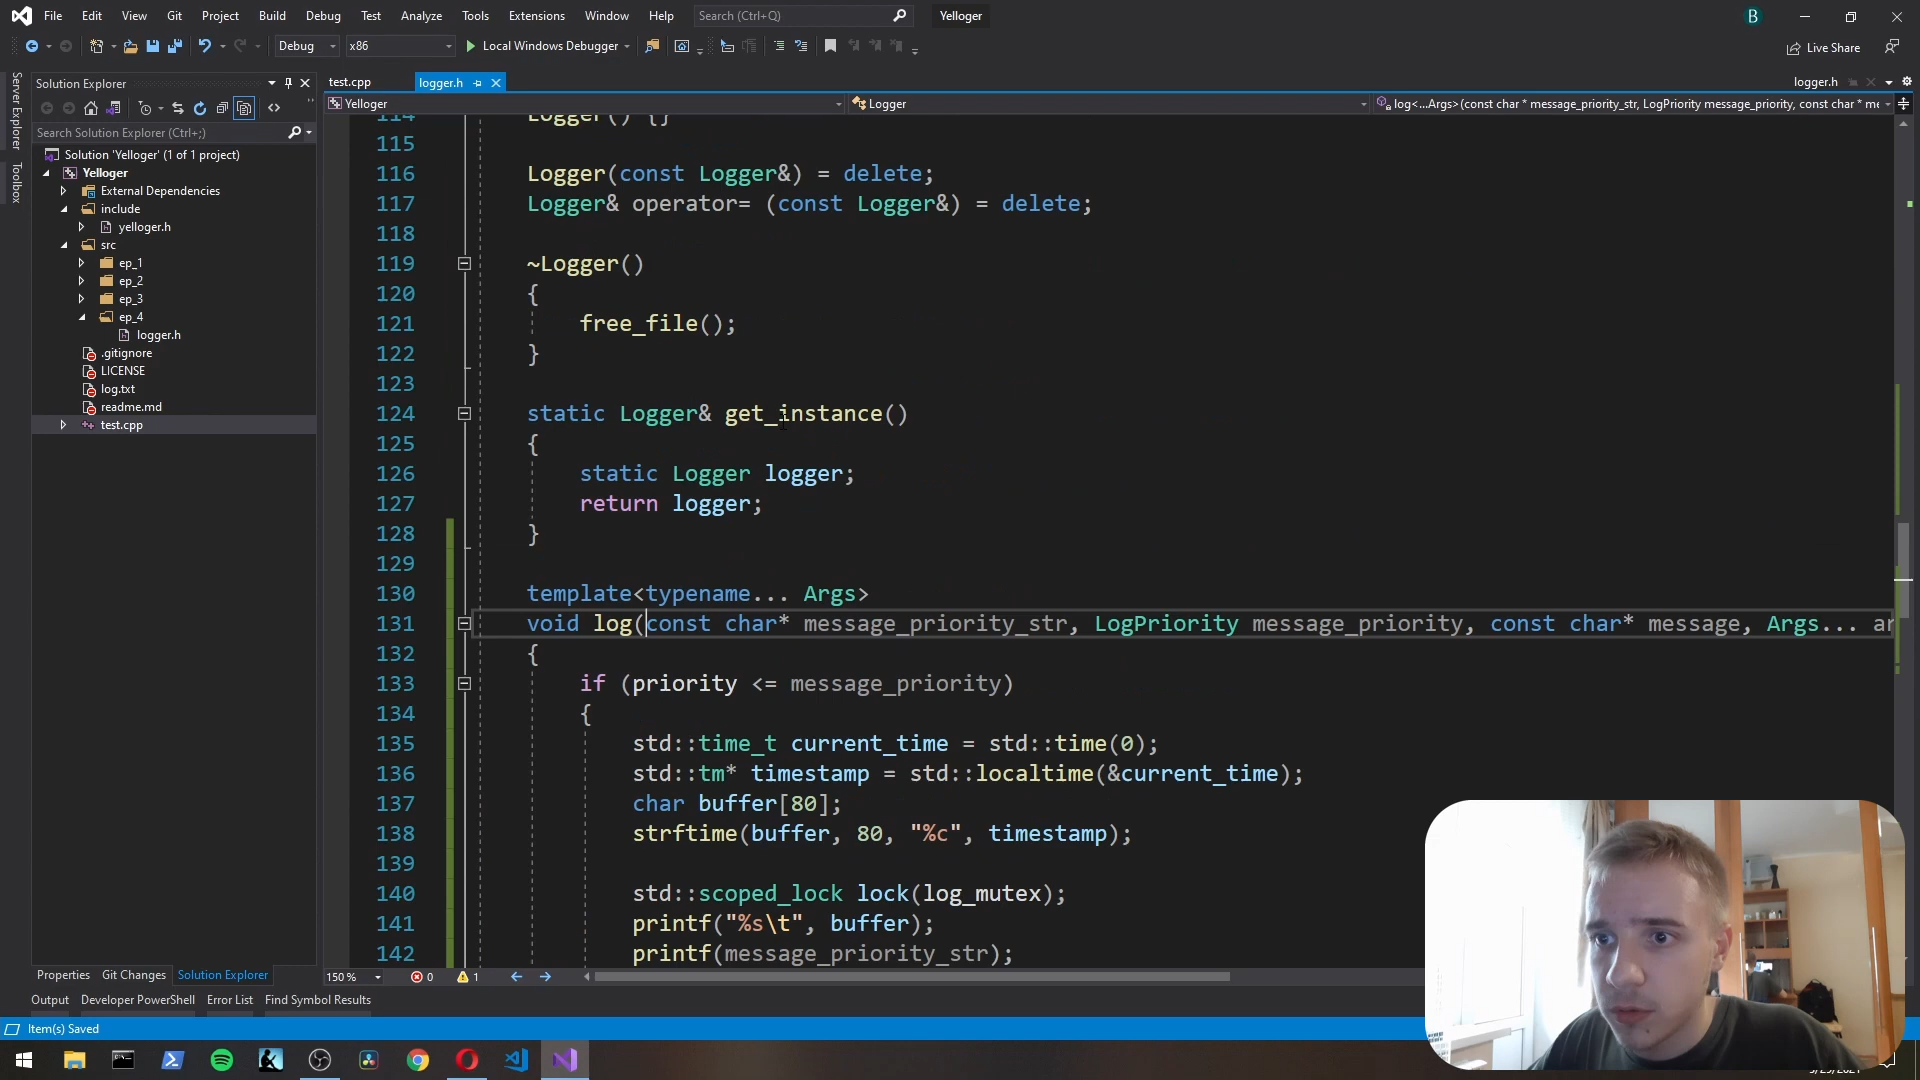 File Edit View Git Project Build Debug Test Analyze Tools Extensions Window Help Search (Ctrl+Q) Yelloger B
Debug x86 Local Windows Debugger Live Share
Server Explorer
Toolbox
Solution Explorer
Search Solution Explorer (Ctrl+;)
Solution 'Yelloger' (1 of 1 project)
Yelloger
External Dependencies
include
yelloger.h
src
ep_1
ep_2
ep_3
ep_4
logger.h
.gitignore
LICENSE
log.txt
readme.md
test.cpp
test.cpp logger.h logger.h
Yelloger Logger log<...Args>(const char * message_priority_str, LogPriority message_priority, const char * me
114 Logger() {}
115
116 Logger(const Logger&) = delete;
117 Logger& operator= (const Logger&) = delete;
118
119 ~Logger()
120 {
121 free_file();
122 }
123
124 static Logger& get_instance()
125 {
126 static Logger logger;
127 return logger;
128 }
129
130 template<typename... Args>
131 void log(const char* message_priority_str, LogPriority message_priority, const char* message, Args... ar
132 {
133 if (priority <= message_priority)
134 {
135 std::time_t current_time = std::time(0);
136 std::tm* timestamp = std::localtime(&current_time);
137 char buffer[80];
138 strftime(buffer, 80, "%c", timestamp);
139
140 std::scoped_lock lock(log_mutex);
141 printf("%s\t", buffer);
142 printf(message_priority_str);
Properties Git Changes Solution Explorer
150 % 0 1
Output Developer PowerShell Error List Find Symbol Results
Item(s) Saved